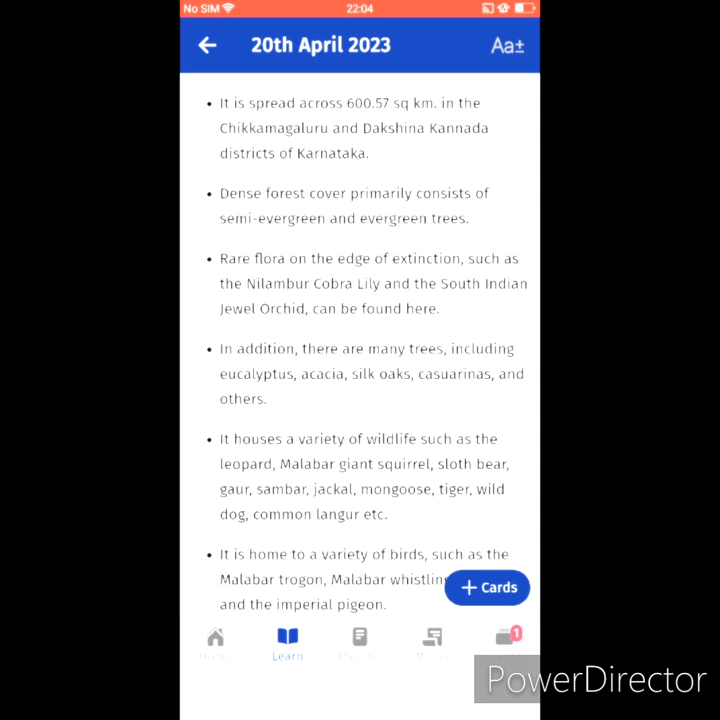 No SIM 22:04
20th April 2023 Aa±
• It is spread across 600.57 sq km. in the
Chikkamagaluru and Dakshina Kannada
districts of Karnataka.
• Dense forest cover primarily consists of
semi-evergreen and evergreen trees.
• Rare flora on the edge of extinction, such as
the Nilambur Cobra Lily and the South Indian
Jewel Orchid, can be found here.
• In addition, there are many trees, including
eucalyptus, acacia, silk oaks, casuarinas, and
others.
• It houses a variety of wildlife such as the
leopard, Malabar giant squirrel, sloth bear,
gaur, sambar, jackal, mongoose, tiger, wild
dog, common langur etc.
• It is home to a variety of birds, such as the
Malabar trogon, Malabar
and the imperial pigeon.
+ Cards
1
Learn
PowerDirector